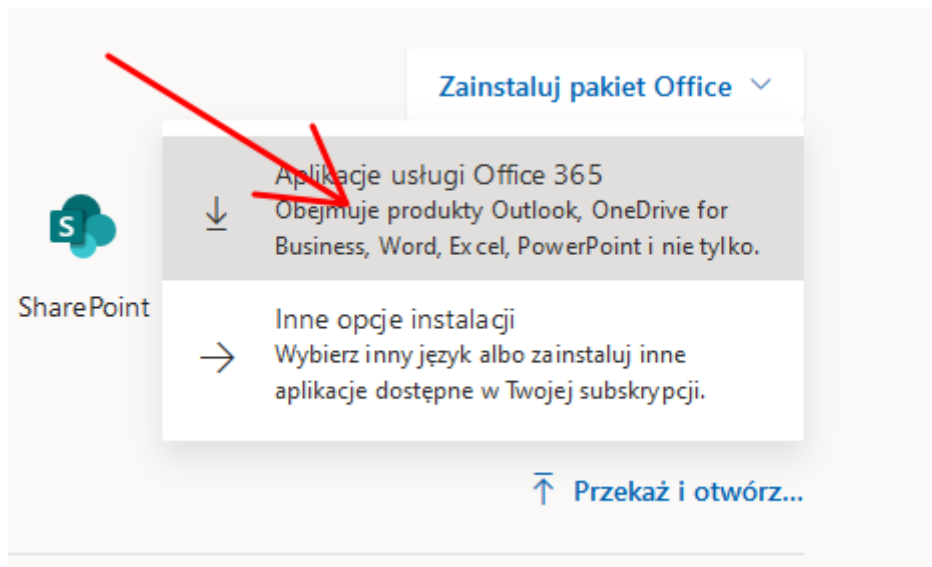 Zainstaluj pakiet Office
Aplikacje usługi Office 365
Obejmuje produkty Outlook, OneDrive for
Business, Word, Excel, PowerPoint i nie tylko.
S
SharePoint
Inne opcje instalacji
Wybierz inny język albo zainstaluj inne
aplikacje dostępne w Twojej subskrypcji.
Przekaż i otwórz...